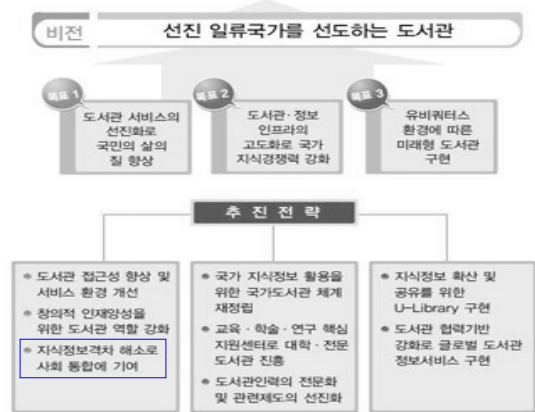 비전
선진 일류국가를 선도하는 도서관
목표 1
도서관 서비스의
선진화로
국민의 삶의
질 향상
목표 2
도서관·정보
인프라의
고도화로 국가
지식경쟁력 강화
목표 3
유비쿼터스
환경에 따른
미래형 도서관
구현
추진전략
도서관 접근성 향상 및
서비스 환경 개선
창의적 인재양성을
위한 도서관 역할 강화
지식정보격차 해소로
사회 통합에 기여
국가 지식정보 활용을
위한 국가도서관 체계
재정립
교육·학술·연구 핵심
지원센터로 대학·전문
도서관 진흥
도서관인력의 전문화
및 관련제도의 선진화
지식정보 확산 및
공유를 위한
U-Library 구현
도서관 협력기반
강화로 글로벌 도서관
정보서비스 구현